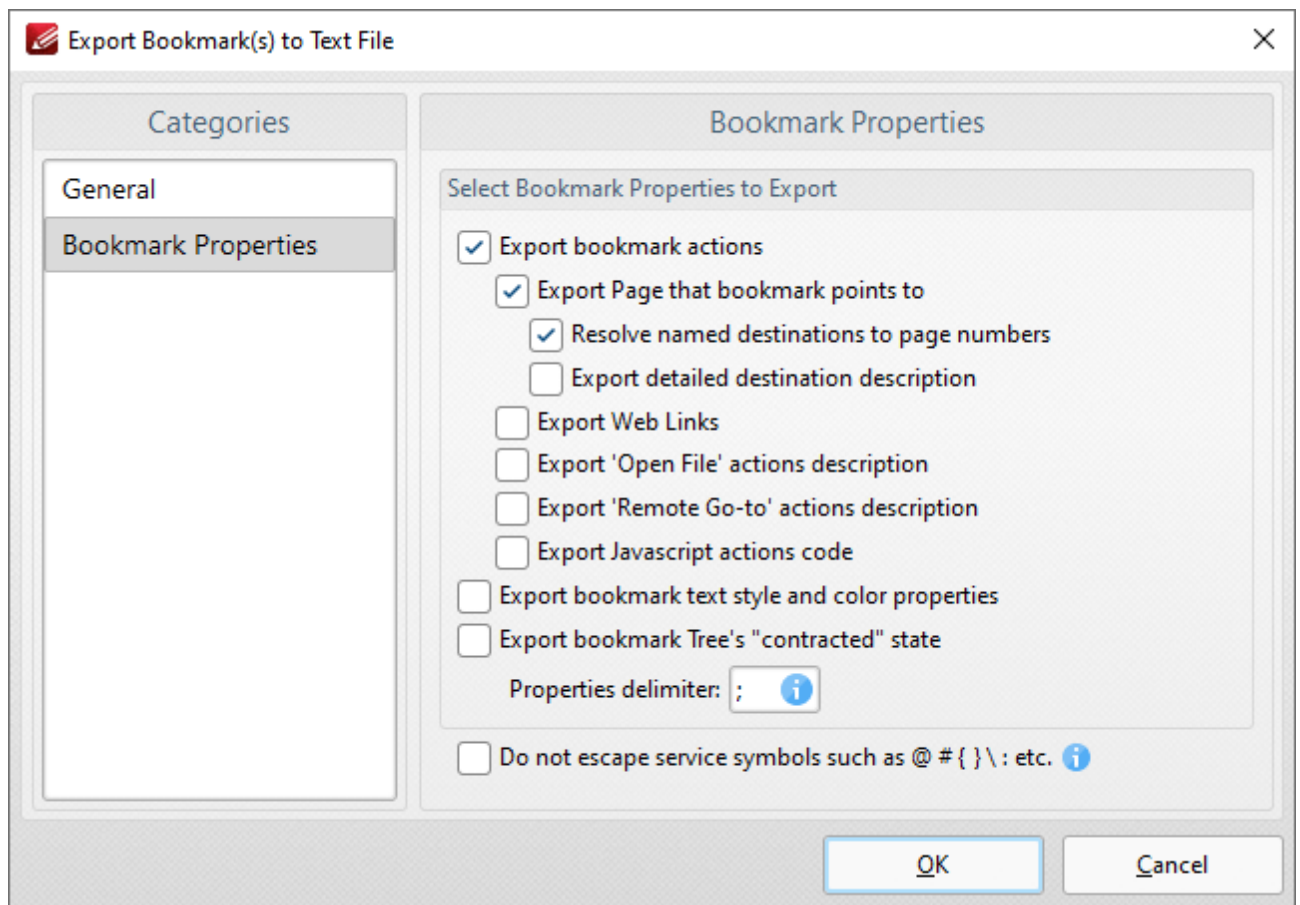 Export Bookmark(s) to Text File
Categories
General
Bookmark Properties
Bookmark Properties
Select Bookmark Properties to Export
Export bookmark actions
Export Page that bookmark points to
Resolve named destinations to page numbers
Export detailed destination description
Export Web Links
Export 'Open File' actions description
Export 'Remote Go-to' actions description
Export Javascript actions code
Export bookmark text style and color properties
Export bookmark Tree's "contracted" state
Properties delimiter: ;
Do not escape service symbols such as @ # { } \ : etc.
OK
Cancel